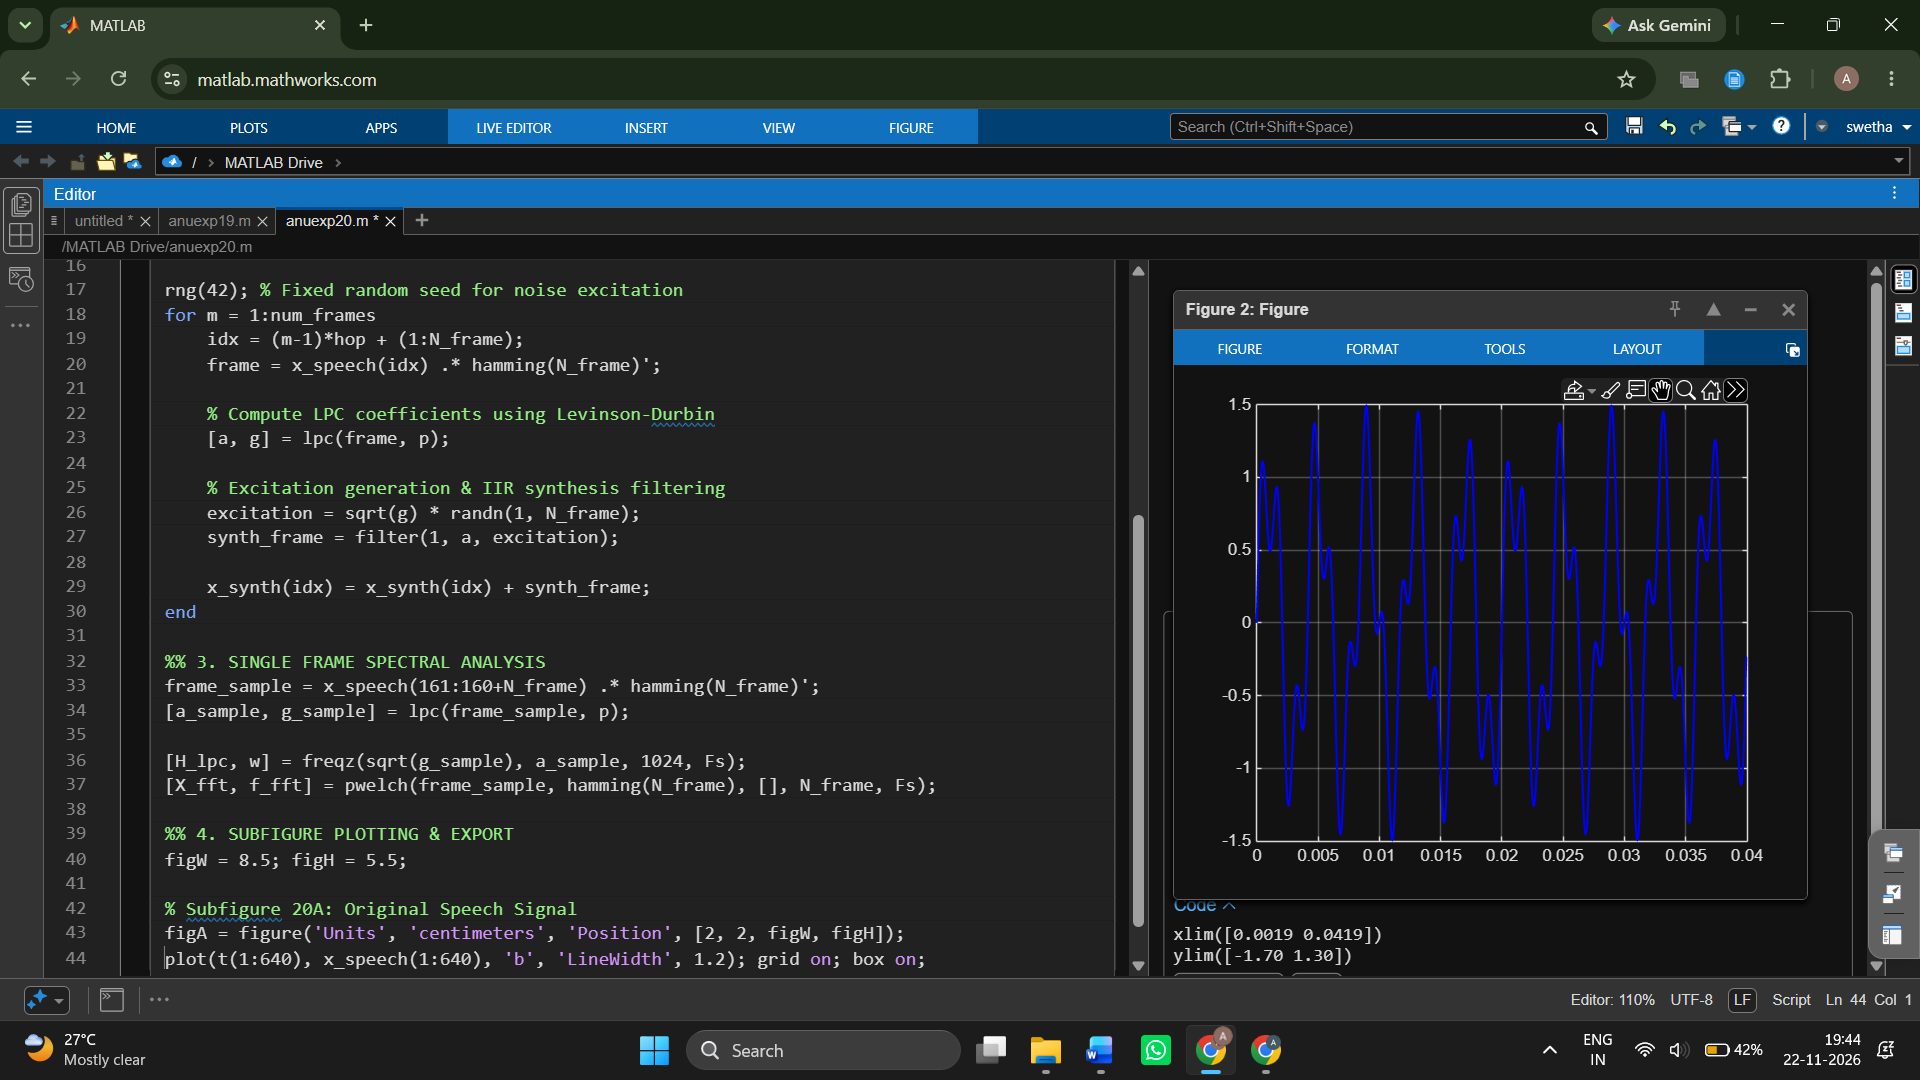 MATLAB
Ask Gemini
matlab.mathworks.com
A
HOME PLOTS APPS LIVE EDITOR INSERT VIEW FIGURE
Search (Ctrl+Shift+Space)
swetha
/ > MATLAB Drive >
Editor
untitled * anuexp19.m anuexp20.m *
/MATLAB Drive/anuexp20.m
16
17 rng(42); % Fixed random seed for noise excitation
18 for m = 1:num_frames
19 idx = (m-1)*hop + (1:N_frame);
20 frame = x_speech(idx) .* hamming(N_frame)';
21
22 % Compute LPC coefficients using Levinson-Durbin
23 [a, g] = lpc(frame, p);
24
25 % Excitation generation & IIR synthesis filtering
26 excitation = sqrt(g) * randn(1, N_frame);
27 synth_frame = filter(1, a, excitation);
28
29 x_synth(idx) = x_synth(idx) + synth_frame;
30 end
31
32 %% 3. SINGLE FRAME SPECTRAL ANALYSIS
33 frame_sample = x_speech(161:160+N_frame) .* hamming(N_frame)';
34 [a_sample, g_sample] = lpc(frame_sample, p);
35
36 [H_lpc, w] = freqz(sqrt(g_sample), a_sample, 1024, Fs);
37 [X_fft, f_fft] = pwelch(frame_sample, hamming(N_frame), [], N_frame, Fs);
38
39 %% 4. SUBFIGURE PLOTTING & EXPORT
40 figW = 8.5; figH = 5.5;
41
42 % Subfigure 20A: Original Speech Signal
43 figA = figure('Units', 'centimeters', 'Position', [2, 2, figW, figH]);
44 plot(t(1:640), x_speech(1:640), 'b', 'LineWidth', 1.2); grid on; box on;
Figure 2: Figure
FIGURE FORMAT TOOLS LAYOUT
1.5
1
0.5
0
-0.5
-1
-1.5
0 0.005 0.01 0.015 0.02 0.025 0.03 0.035 0.04
Code
xlim([0.0019 0.0419])
ylim([-1.70 1.30])
Editor: 110% UTF-8 LF Script Ln 44 Col 1
27°C
Mostly clear
Search
ENG
IN
42%
19:44
22-11-2026